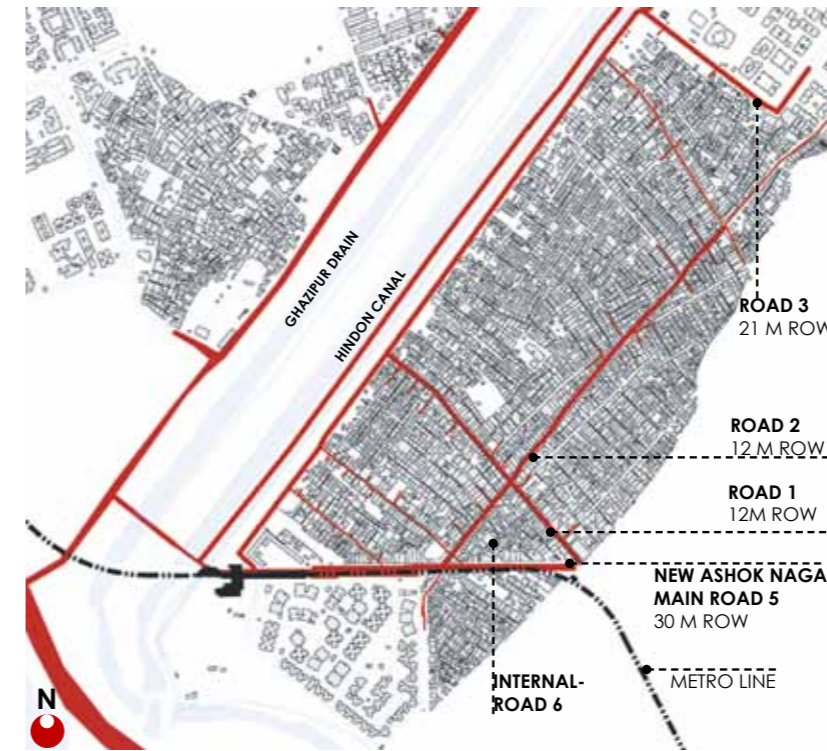 GHAZIPUR DRAIN
HINDON CANAL
ROAD 3
21 M ROW
ROAD 2
12 M ROW
ROAD 1
12M ROW
NEW ASHOK NAGA
MAIN ROAD 5
30 M ROW
INTERNAL-
ROAD 6
METRO LINE
N